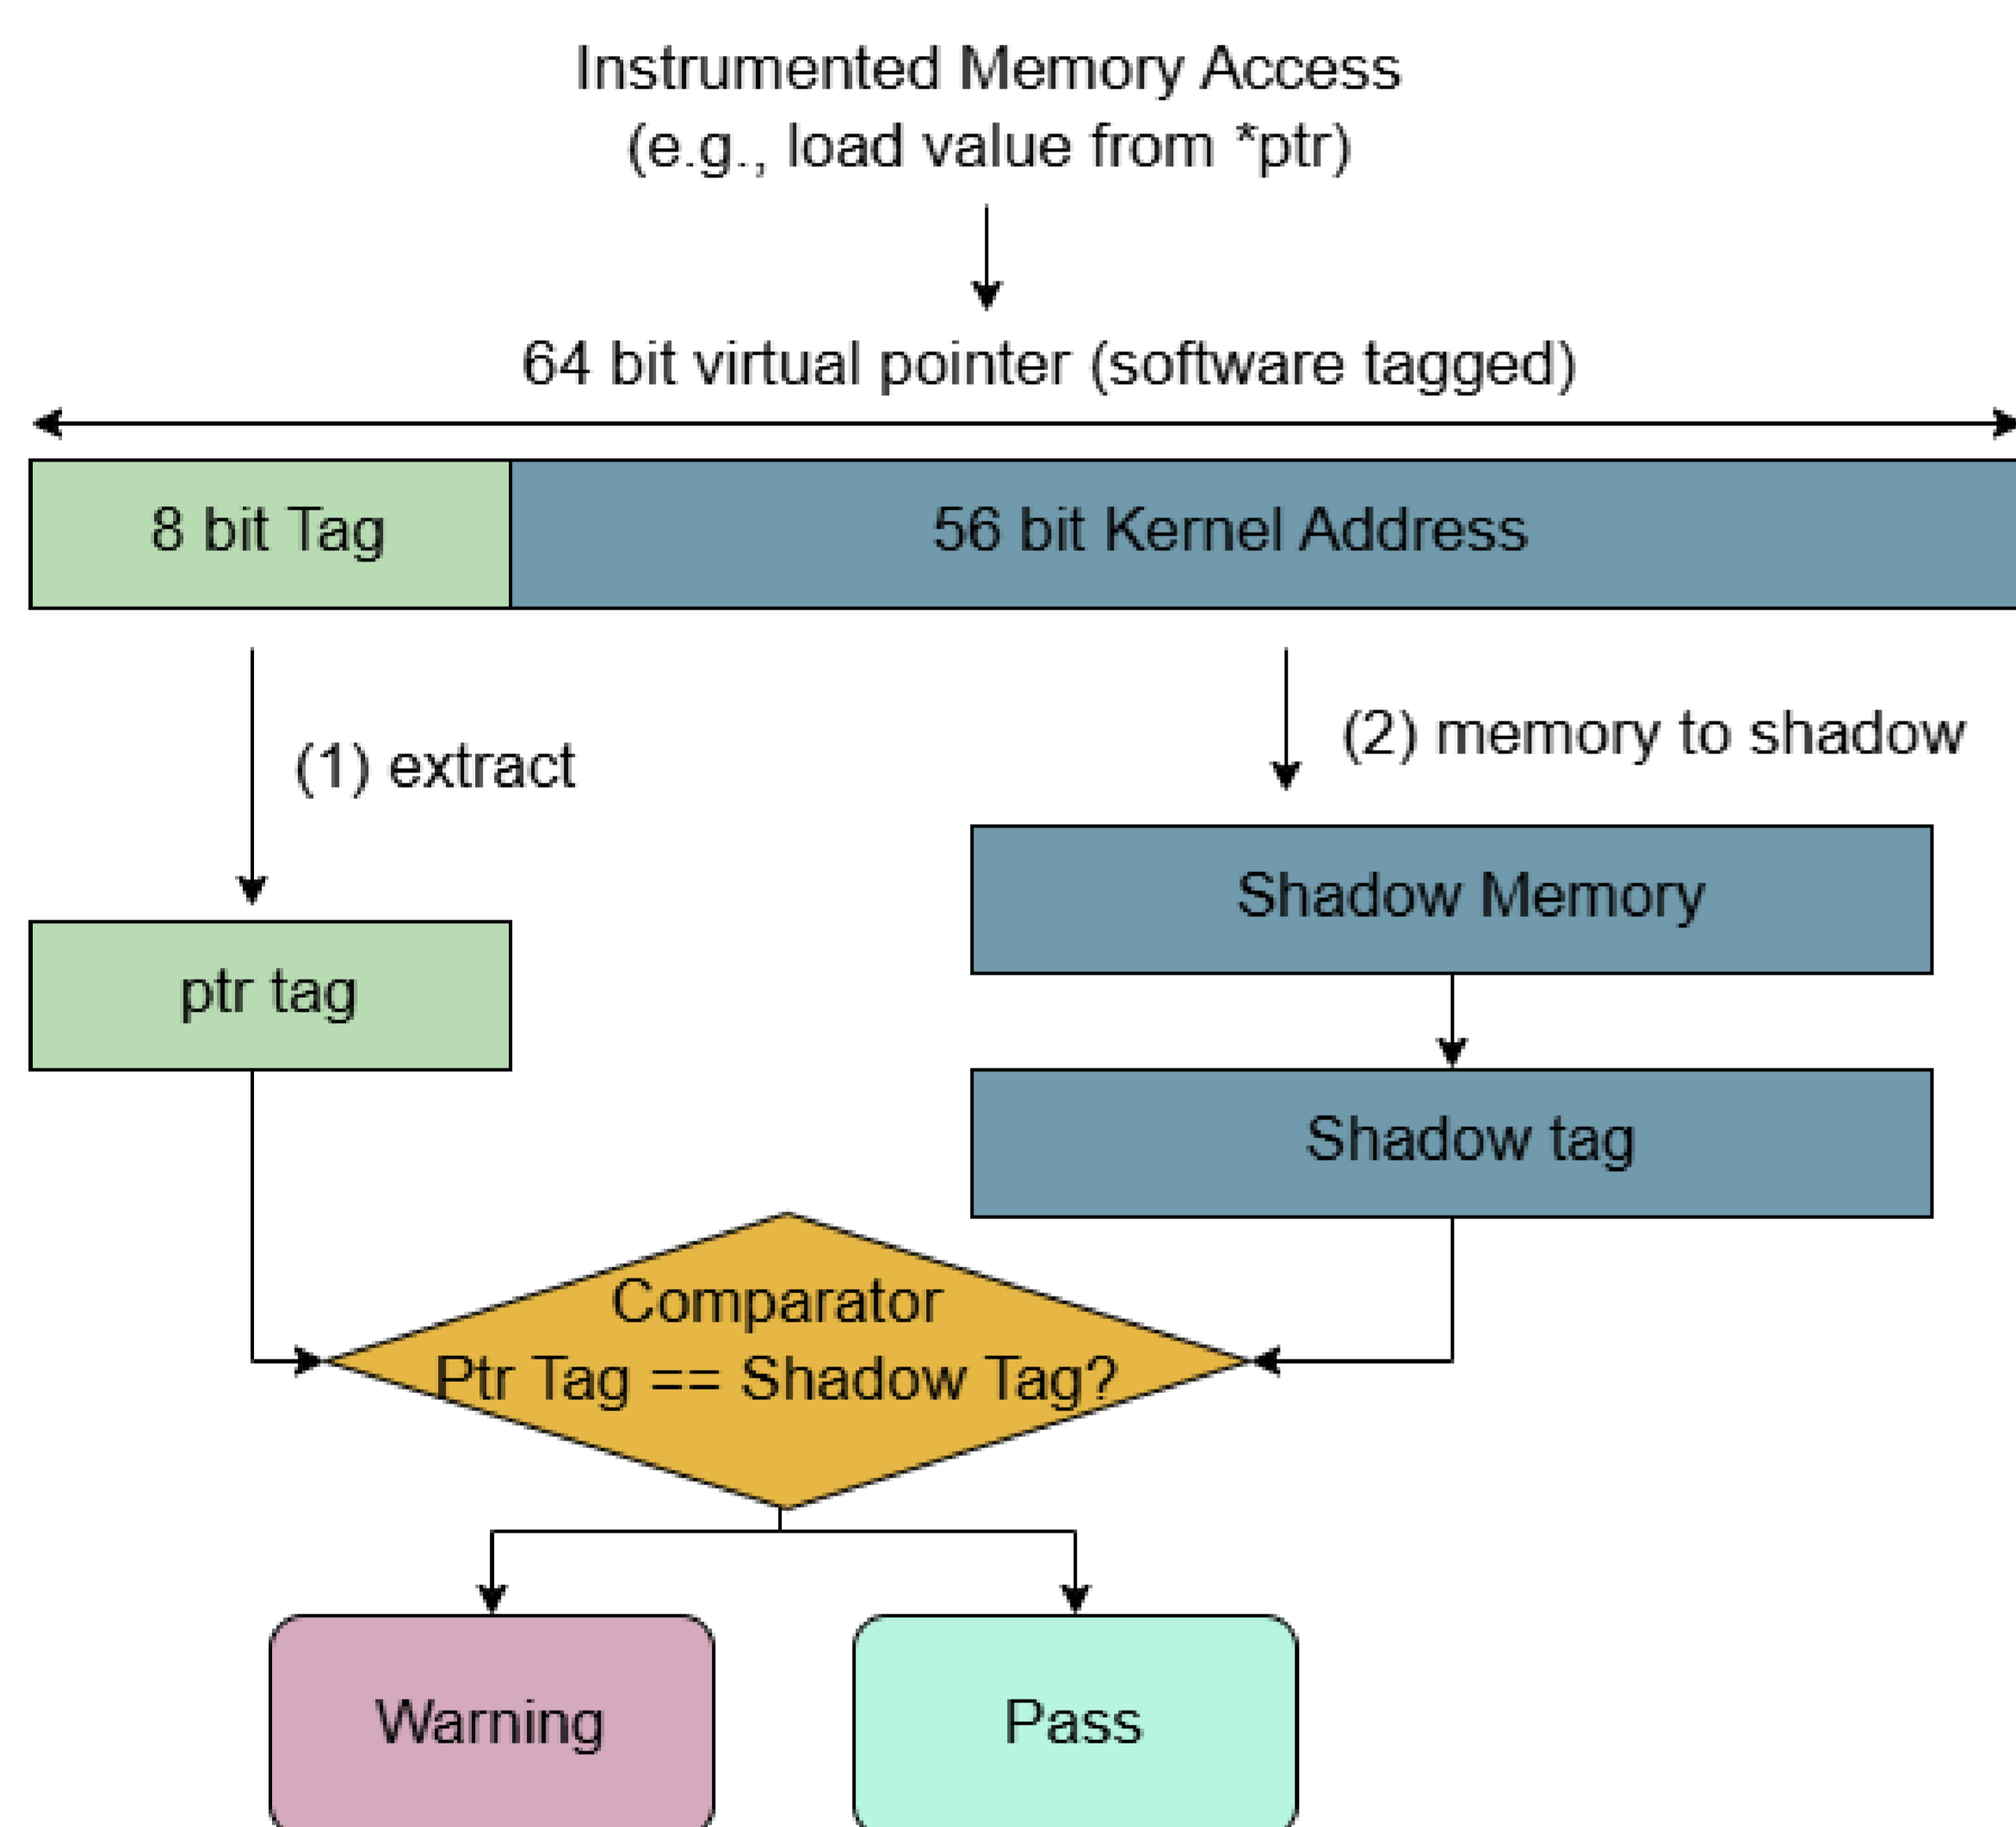 Instrumented Memory Access
(e.g., load value from *ptr)
64 bit virtual pointer (software tagged)
8 bit Tag
56 bit Kernel Address
(1) extract
(2) memory to shadow
Shadow Memory
ptr tag
Shadow tag
Comparator
Ptr Tag == Shadow Tag?
Warning
Pass